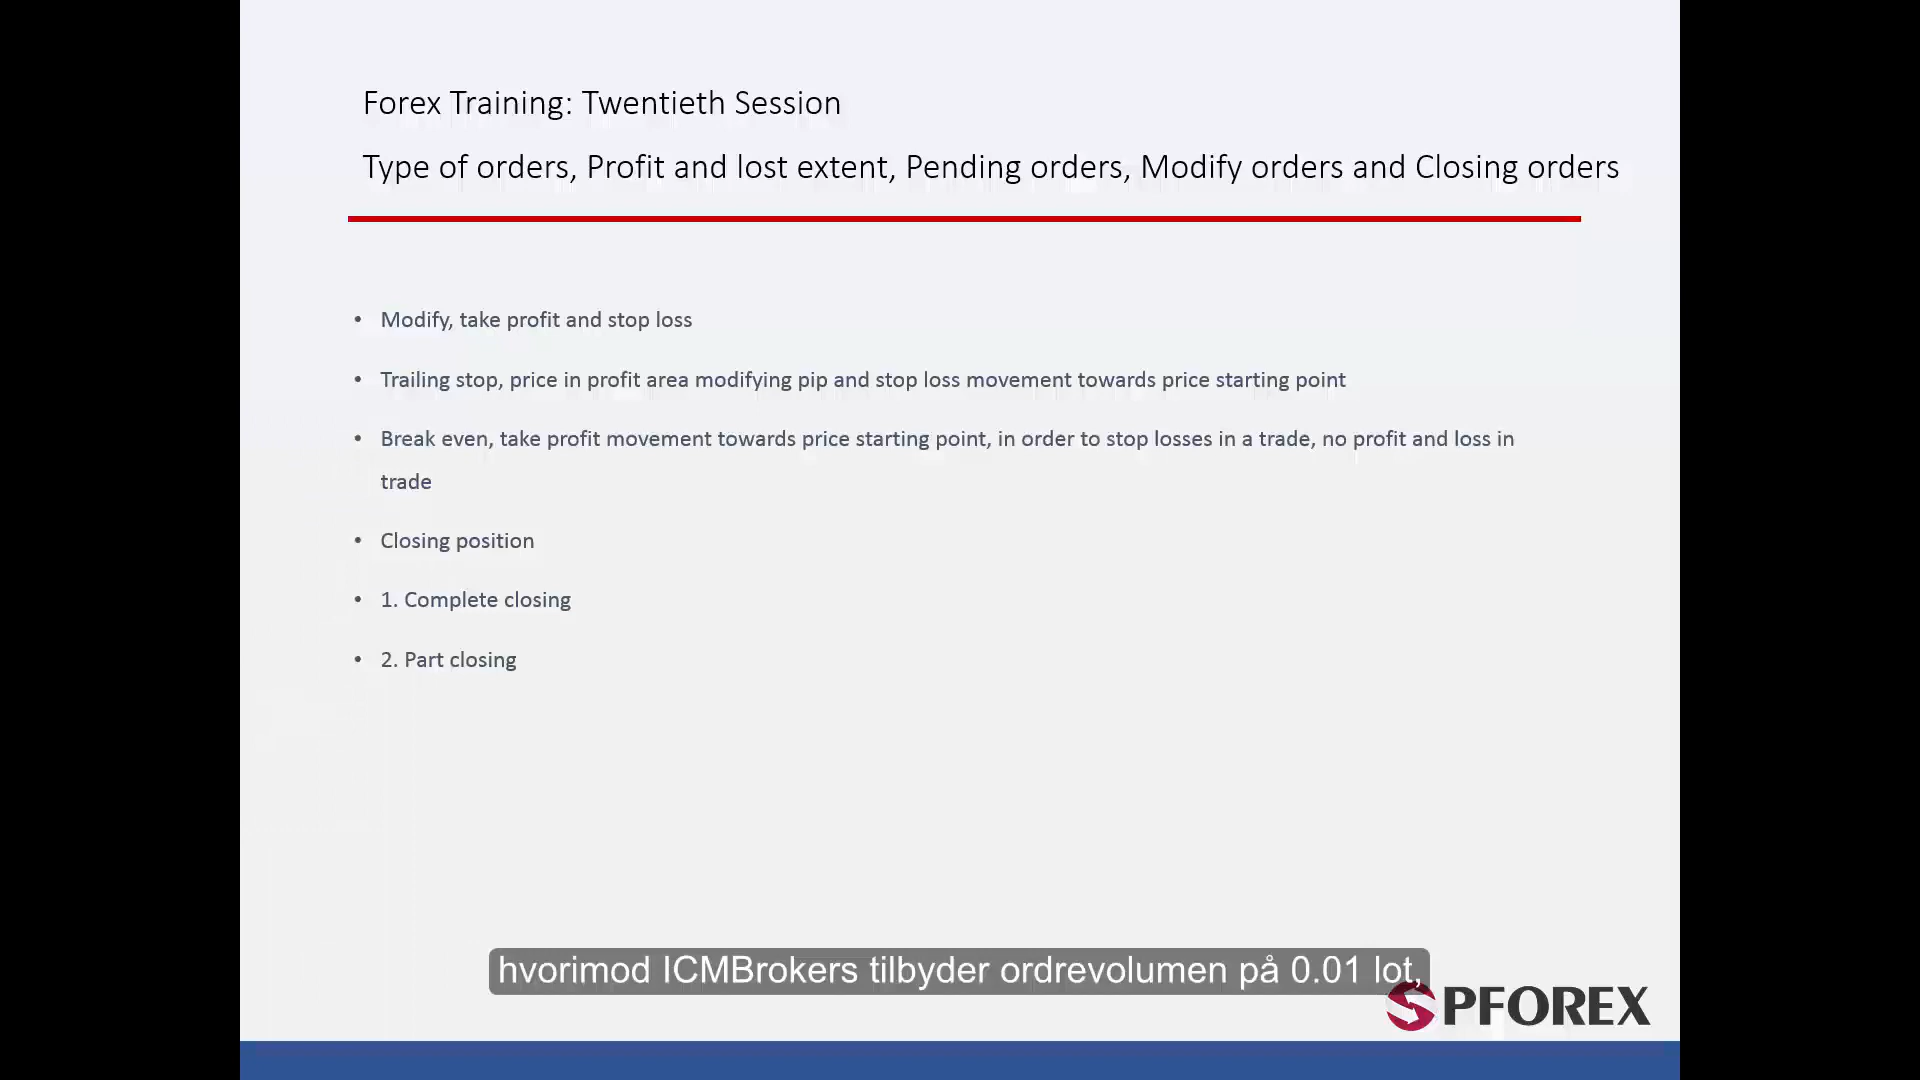 Forex Training: Twentieth Session
Type of orders, Profit and lost extent, Pending orders, Modify orders and Closing orders
• Modify, take profit and stop loss
• Trailing stop, price in profit area modifying pip and stop loss movement towards price starting point
• Break even, take profit movement towards price starting point, in order to stop losses in a trade, no profit and loss in
trade
• Closing position
• 1. Complete closing
• 2. Part closing
hvorimod ICMBrokers tilbyder ordrevolumen på 0.01 lot,
SPFOREX